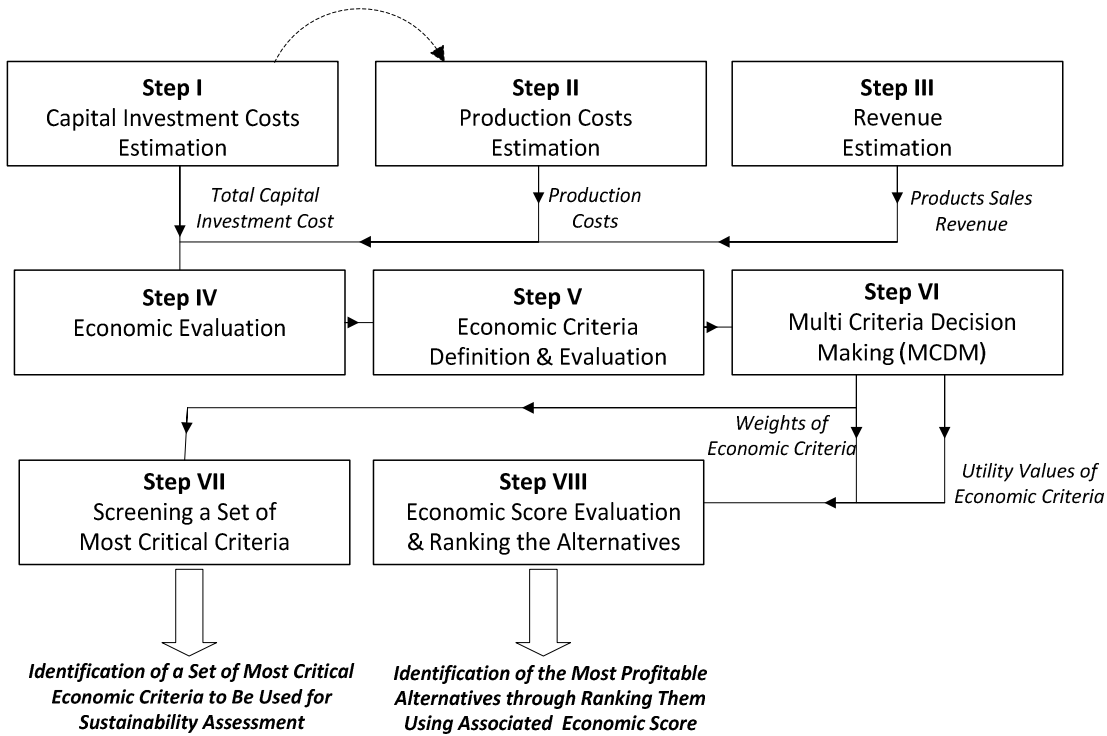 Step I
Capital Investment Costs
Estimation
Step II
Production Costs
Estimation
Step III
Revenue
Estimation
Total Capital
Investment Cost
Production
Costs
Products Sales
Revenue
Step IV
Economic Evaluation
Step V
Economic Criteria
Definition & Evaluation
Step VI
Multi Criteria Decision
Making (MCDM)
Weights of
Economic Criteria
Utility Values of
Economic Criteria
Step VII
Screening a Set of
Most Critical Criteria
Step VIII
Economic Score Evaluation
& Ranking the Alternatives
Identification of a Set of Most Critical
Economic Criteria to Be Used for
Sustainability Assessment
Identification of the Most Profitable
Alternatives through Ranking Them
Using Associated Economic Score